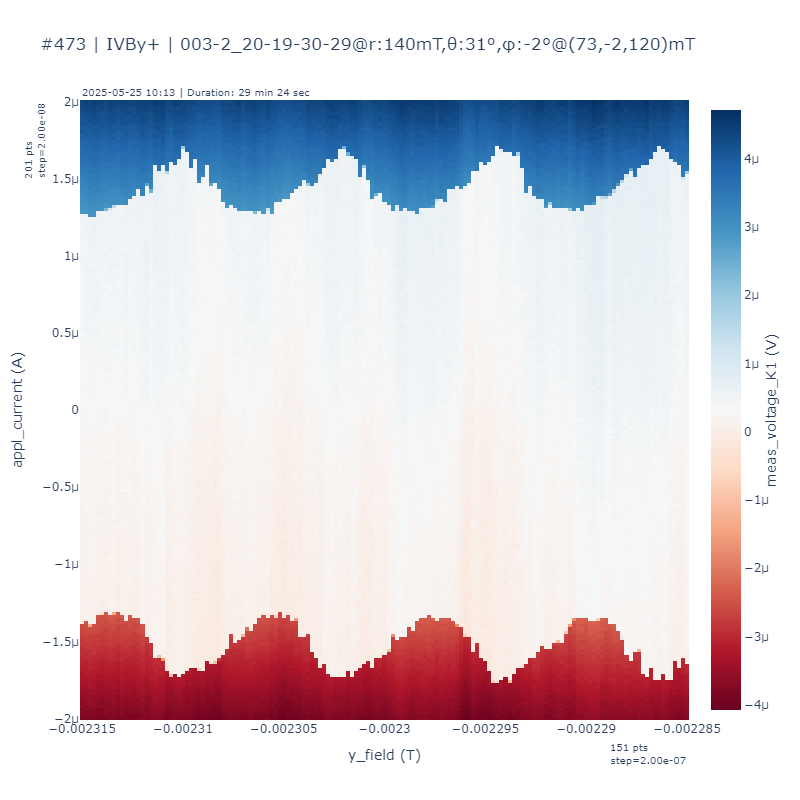 #473 | IVBy+ | 003-2_20-19-30-29@r:140mT,θ:31°,φ:-2°@(73,-2,120)mT
2025-05-25 10:13 | Duration: 29 min 24 sec
201 pts
step=2.00e-08
2μ
1.5μ
1μ
0.5μ
0
−0.5μ
−1μ
−1.5μ
−2μ
appl_current (A)
−0.002315
−0.00231
−0.002305
−0.0023
−0.002295
−0.00229
−0.002285
y_field (T)
151 pts
step=2.00e-07
4μ
3μ
2μ
1μ
0
−1μ
−2μ
−3μ
−4μ
meas_voltage_K1 (V)